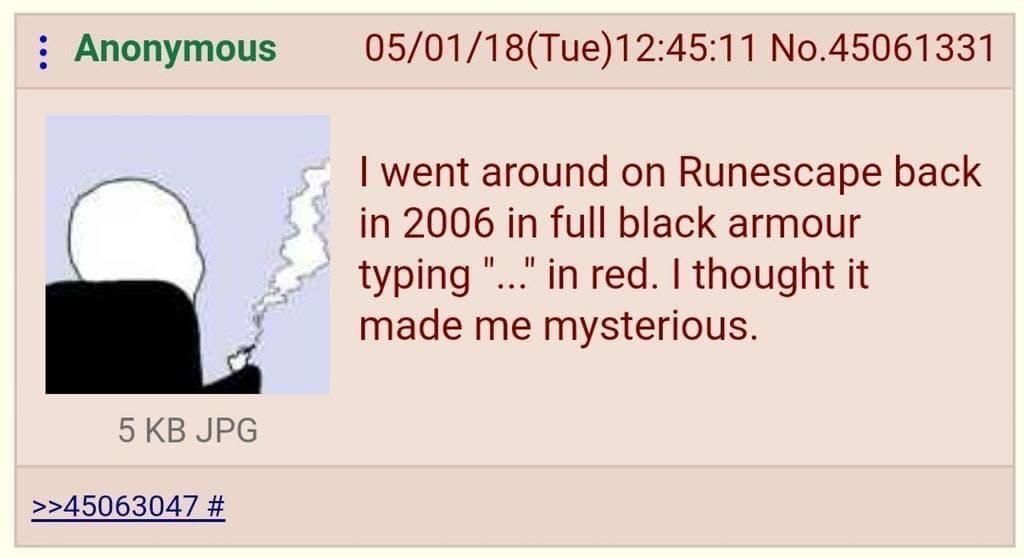 Anonymous 05/01/18(Tue)12:45:11 No.45061331
I went around on Runescape back
in 2006 in full black armour
typing "..." in red. I thought it
made me mysterious.
5 KB JPG
>>45063047 #